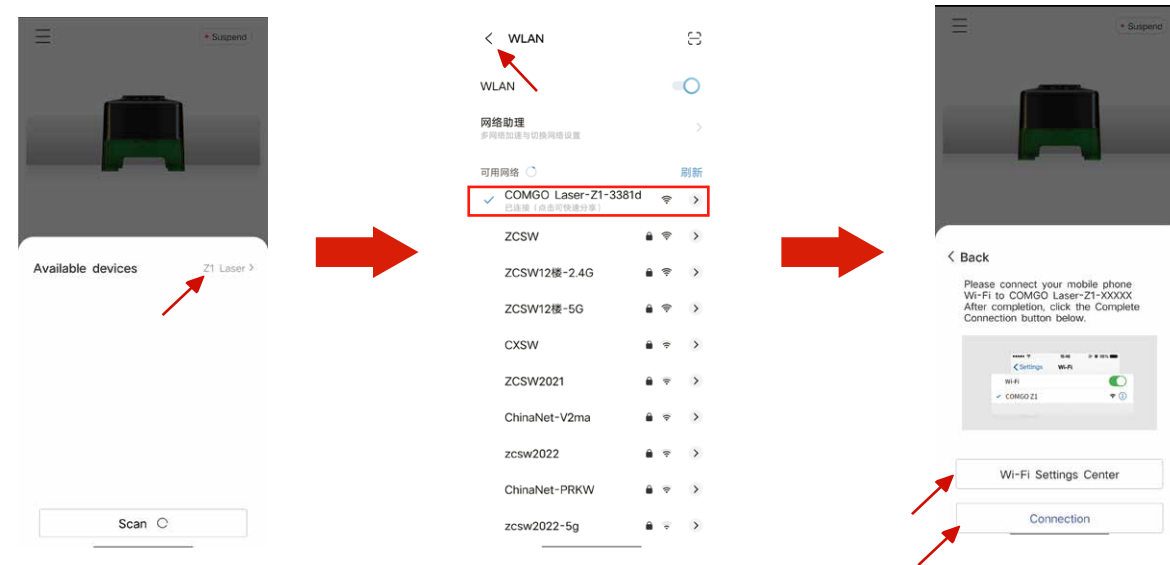 Suspend
Available devices
Z1 Laser
Scan
WLAN
WLAN
网络助理
多网络加速与切换网络设置
可用网络
刷新
COMGO Laser-Z1-3381d
已连接（点击可快速分享）
ZCSW
ZCSW12楼-2.4G
ZCSW12楼-5G
CXSW
ZCSW2021
ChinaNet-V2ma
zcsw2022
ChinaNet-PRKW
zcsw2022-5g
Suspend
Back
Please connect your mobile phone
Wi-Fi to COMGO Laser-Z1-XXXXX
After completion, click the Complete
Connection button below.
Settings Wi-Fi
Wi-Fi
COMGO Z1
Wi-Fi Settings Center
Connection